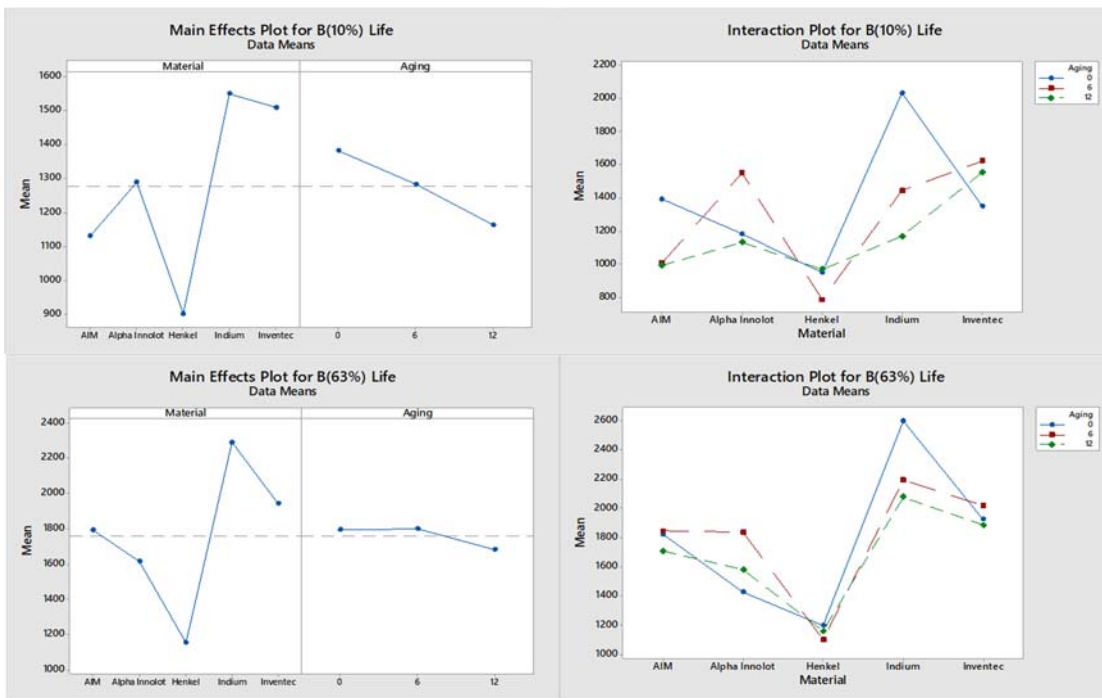 Main Effects Plot for B(10%) Life
Data Means
Material Aging
1600
1500
1400
1300
1200
1100
1000
900
Mean
AIM Alpha Innolot Henkel Indium Inventec 0 6 12
Interaction Plot for B(10%) Life
Data Means
2200
2000
1800
1600
1400
1200
1000
800
Mean
AIM Alpha Innolot Henkel Indium Inventec
Material
Aging
0
6
12
Main Effects Plot for B(63%) Life
Data Means
Material Aging
2400
2200
2000
1800
1600
1400
1200
1000
Mean
AIM Alpha Innolot Henkel Indium Inventec 0 6 12
Interaction Plot for B(63%) Life
Data Means
2600
2400
2200
2000
1800
1600
1400
1200
1000
Mean
AIM Alpha Innolot Henkel Indium Inventec
Material
Aging
0
6
12